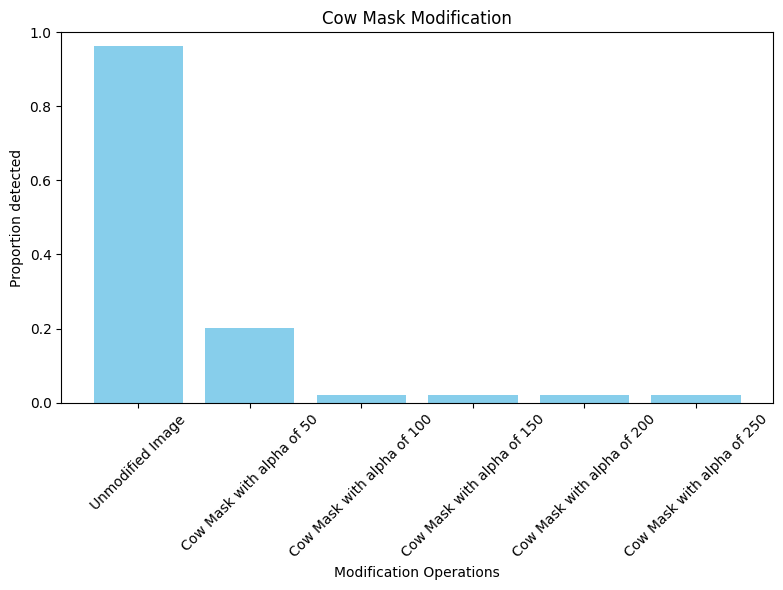 Cow Mask Modification
Proportion detected
1.0
0.8
0.6
0.4
0.2
0.0
Unmodified Image
Cow Mask with alpha of 50
Cow Mask with alpha of 100
Cow Mask with alpha of 150
Cow Mask with alpha of 200
Cow Mask with alpha of 250
Modification Operations